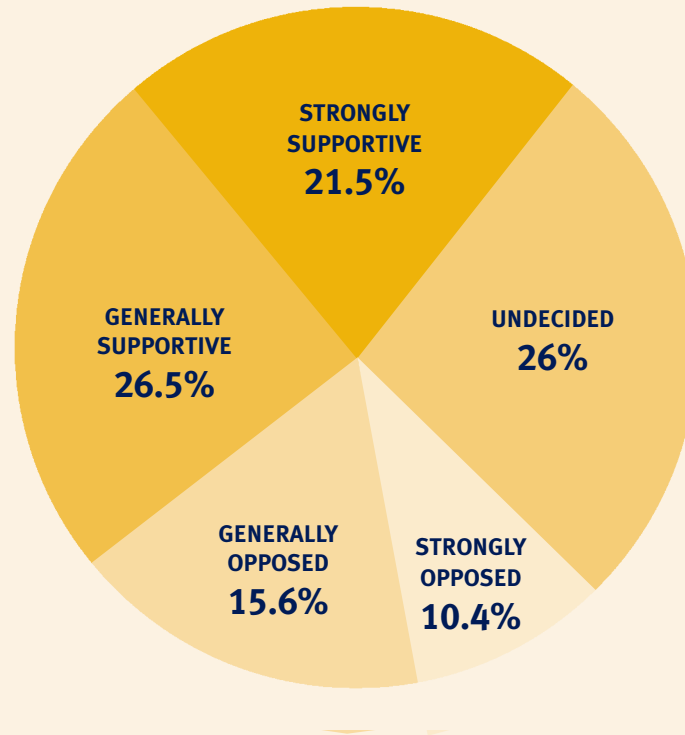 STRONGLY
SUPPORTIVE
21.5%
GENERALLY
SUPPORTIVE
26.5%
UNDECIDED
26%
GENERALLY
OPPOSED
15.6%
STRONGLY
OPPOSED
10.4%